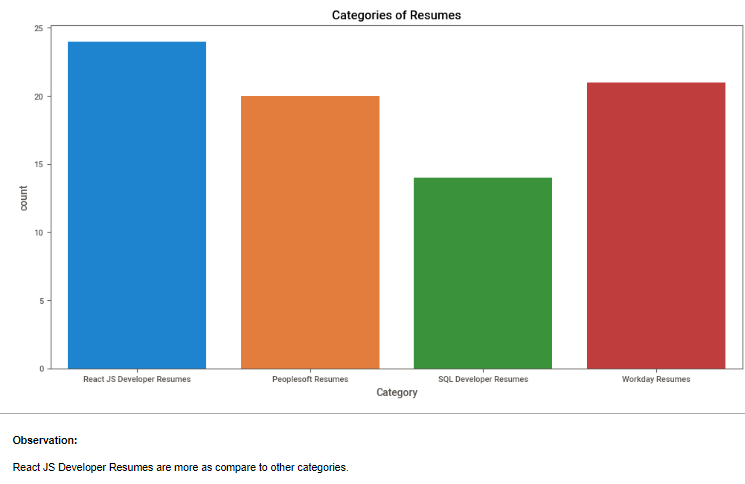 Categories of Resumes
25
20
15
10
5
0
count
React JS Developer Resumes
Peoplesoft Resumes
SQL Developer Resumes
Workday Resumes
Category
Observation:
React JS Developer Resumes are more as compare to other categories.